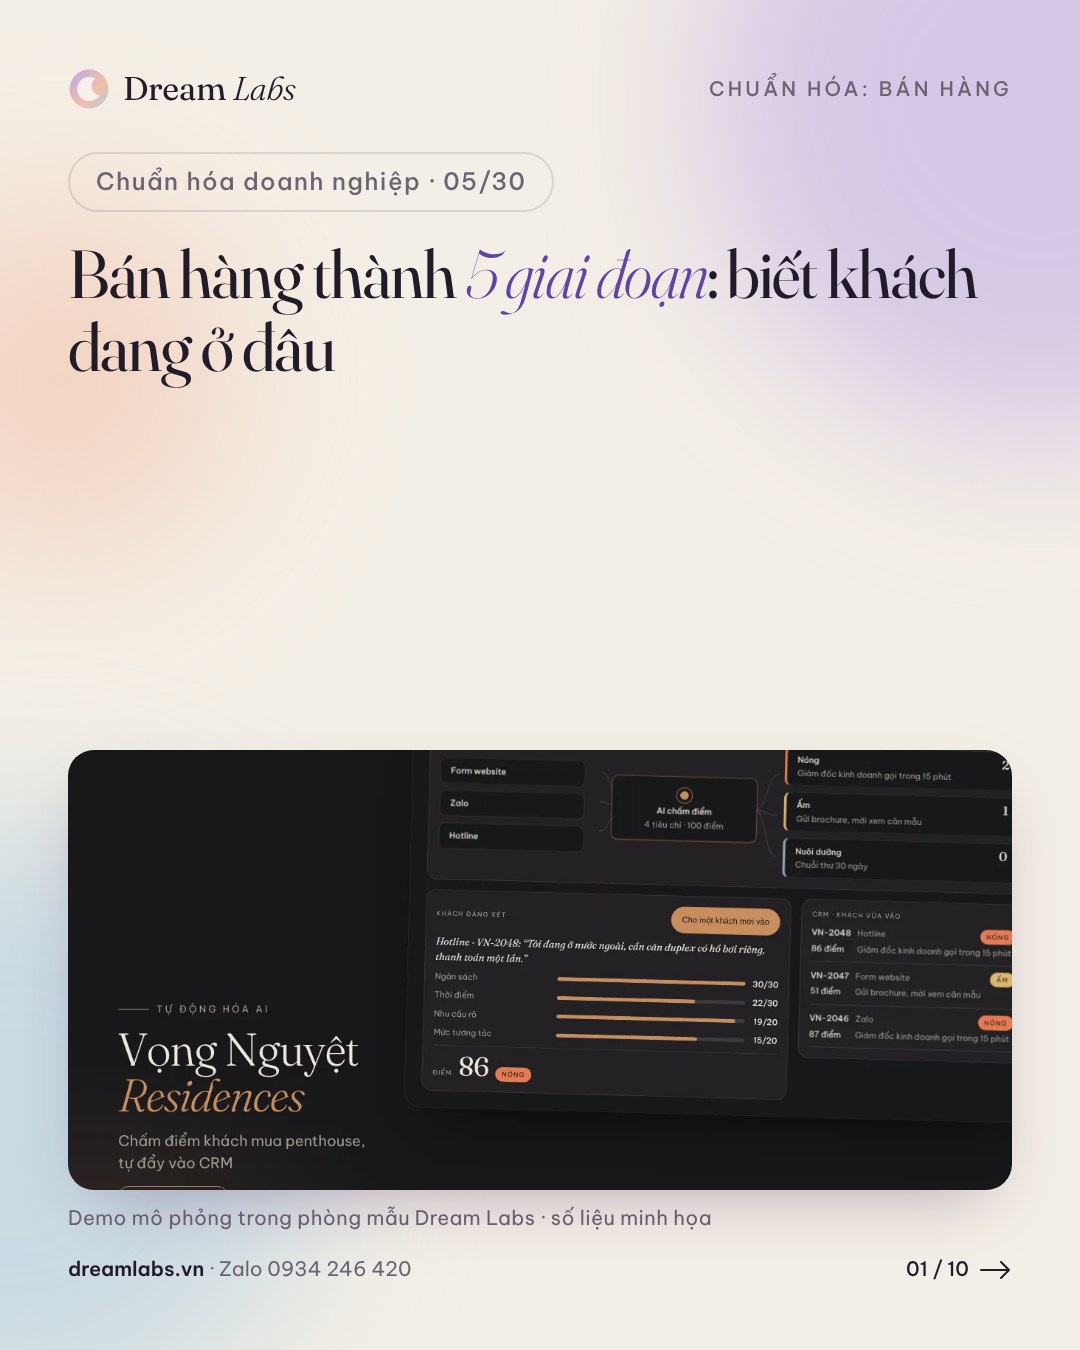 Dream Labs
CHUẨN HÓA: BÁN HÀNG
Chuẩn hóa doanh nghiệp · 05/30
Bán hàng thành 5 giai đoạn: biết khách
đang ở đâu
Form website
Zalo
Hotline
AI chấm điểm
4 tiêu chí · 100 điểm
Nóng
Giám đốc kinh doanh gọi trong 15 phút
2
Ấm
Gửi brochure, mời xem căn mẫu
1
Nuôi dưỡng
Chuỗi thư 30 ngày
0
KHÁCH ĐANG XÉT
Cho một khách mới vào
Hotline · VN-2048: “Tôi đang ở nước ngoài, cần căn duplex có hồ bơi riêng,
thanh toán một lần.”
Ngân sách 30/30
Thời điểm 22/30
Nhu cầu rõ 19/20
Mức tương tác 15/20
ĐIỂM 86 NÓNG
CRM · KHÁCH VỪA VÀO
VN-2048 Hotline NÓNG
86 điểm Giám đốc kinh doanh gọi trong 15 phút
VN-2047 Form website ẤM
51 điểm Gửi brochure, mời xem căn mẫu
VN-2046 Zalo NÓNG
87 điểm Giám đốc kinh doanh gọi trong 15 phút
TỰ ĐỘNG HÓA AI
Vọng Nguyệt
Residences
Chấm điểm khách mua penthouse,
tự đẩy vào CRM
Demo mô phỏng trong phòng mẫu Dream Labs · số liệu minh họa
dreamlabs.vn · Zalo 0934 246 420
01 / 10